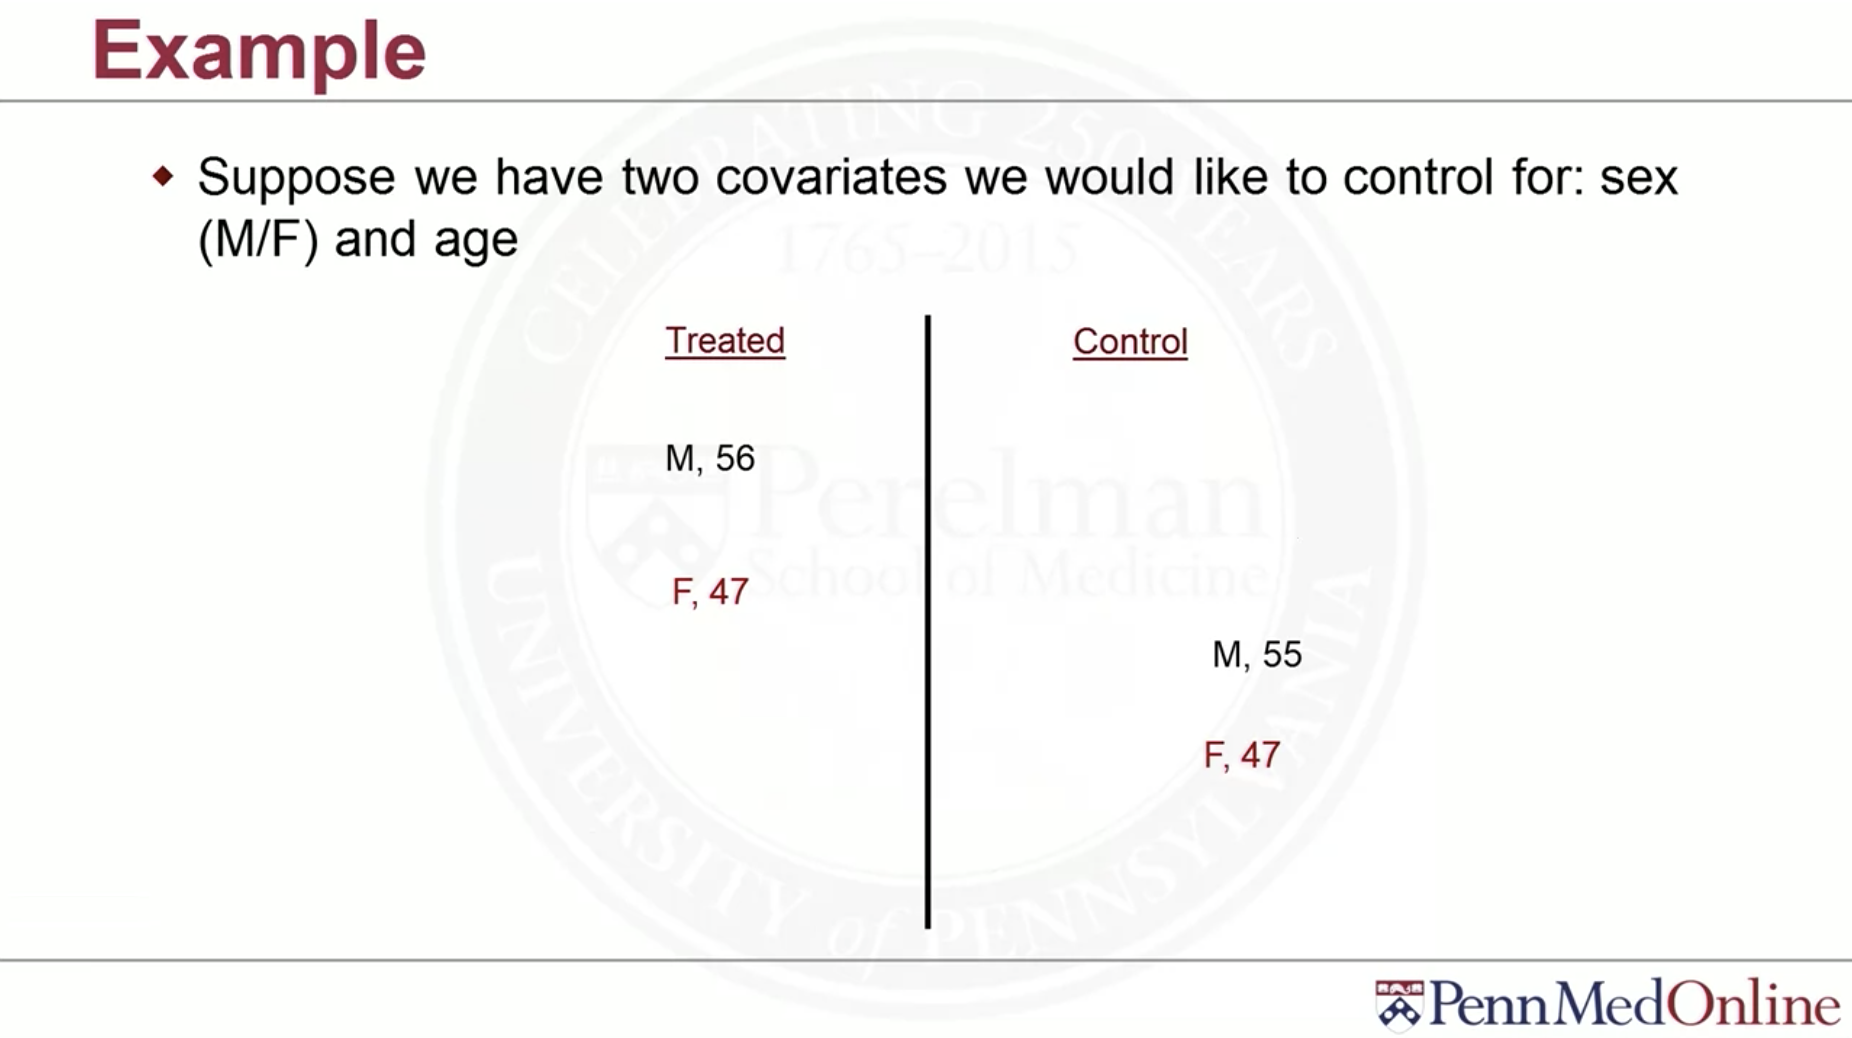 Example
Suppose we have two covariates we would like to control for: sex
(M/F) and age
Treated
Control
M, 56
F, 47
M, 55
F, 47
CELEBRATING 250 YEARS
1765–2015
Perelman
School of Medicine
UNIVERSITY of PENNSYLVANIA
PennMedOnline